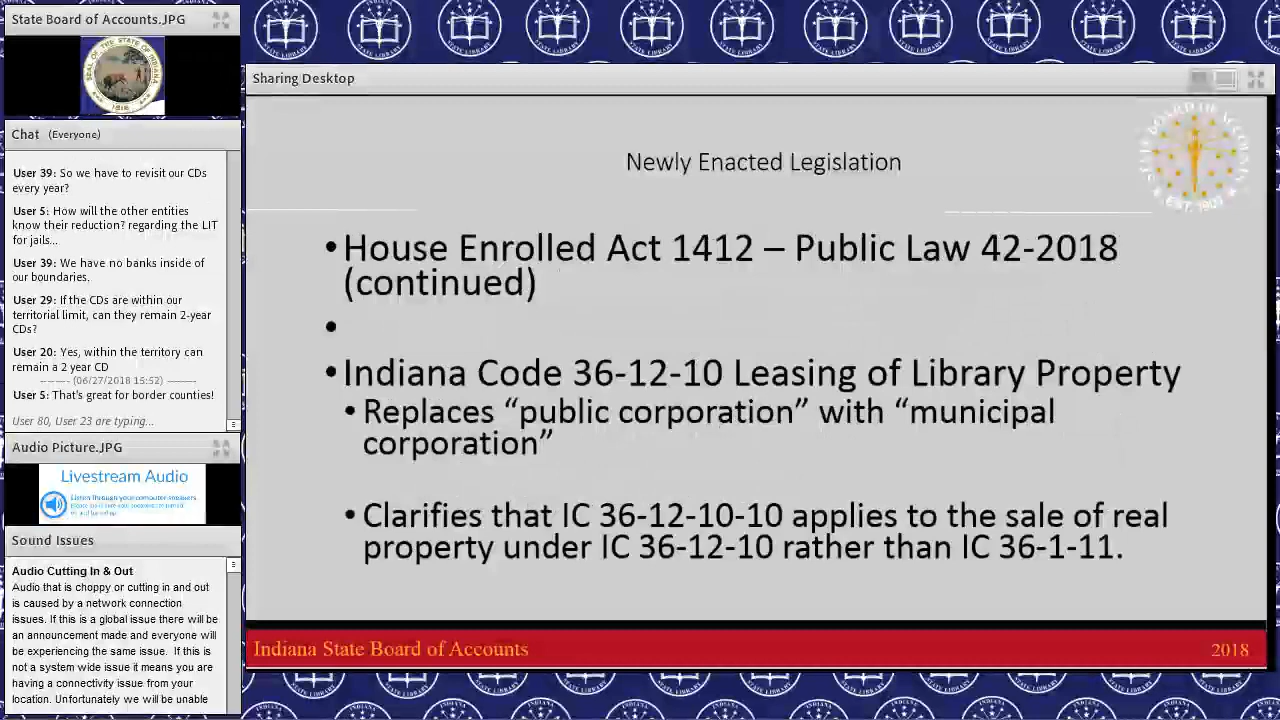 State Board of Accounts.JPG
1816
Chat (Everyone)
User 39: So we have to revisit our CDs
every year?
User 5: How will the other entities
know their reduction? regarding the LIT
for jails...
User 39: We have no banks inside of
our boundaries.
User 29: If the CDs are within our
territorial limit, can they remain 2-year
CDs?
User 20: Yes, within the territory can
remain a 2 year CD
------- (06/27/2018 15:52) -------
User 5: That's great for border counties!
User 80, User 23 are typing...
Audio Picture.JPG
Livestream Audio
Listen through your computer speakers
Sound Issues
Audio Cutting In & Out
Audio that is choppy or cutting in and out
is caused by a network connection
issues. If this is a global issue there will be
an announcement made and everyone will
be experiencing the same issue. If this is
not a system wide issue it means you are
having a connectivity issue from your
location. Unfortunately we will be unable
Sharing Desktop
Newly Enacted Legislation
• House Enrolled Act 1412 – Public Law 42-2018
(continued)
•
• Indiana Code 36-12-10 Leasing of Library Property
• Replaces “public corporation” with “municipal
corporation”
• Clarifies that IC 36-12-10-10 applies to the sale of real
property under IC 36-12-10 rather than IC 36-1-11.
Indiana State Board of Accounts
2018